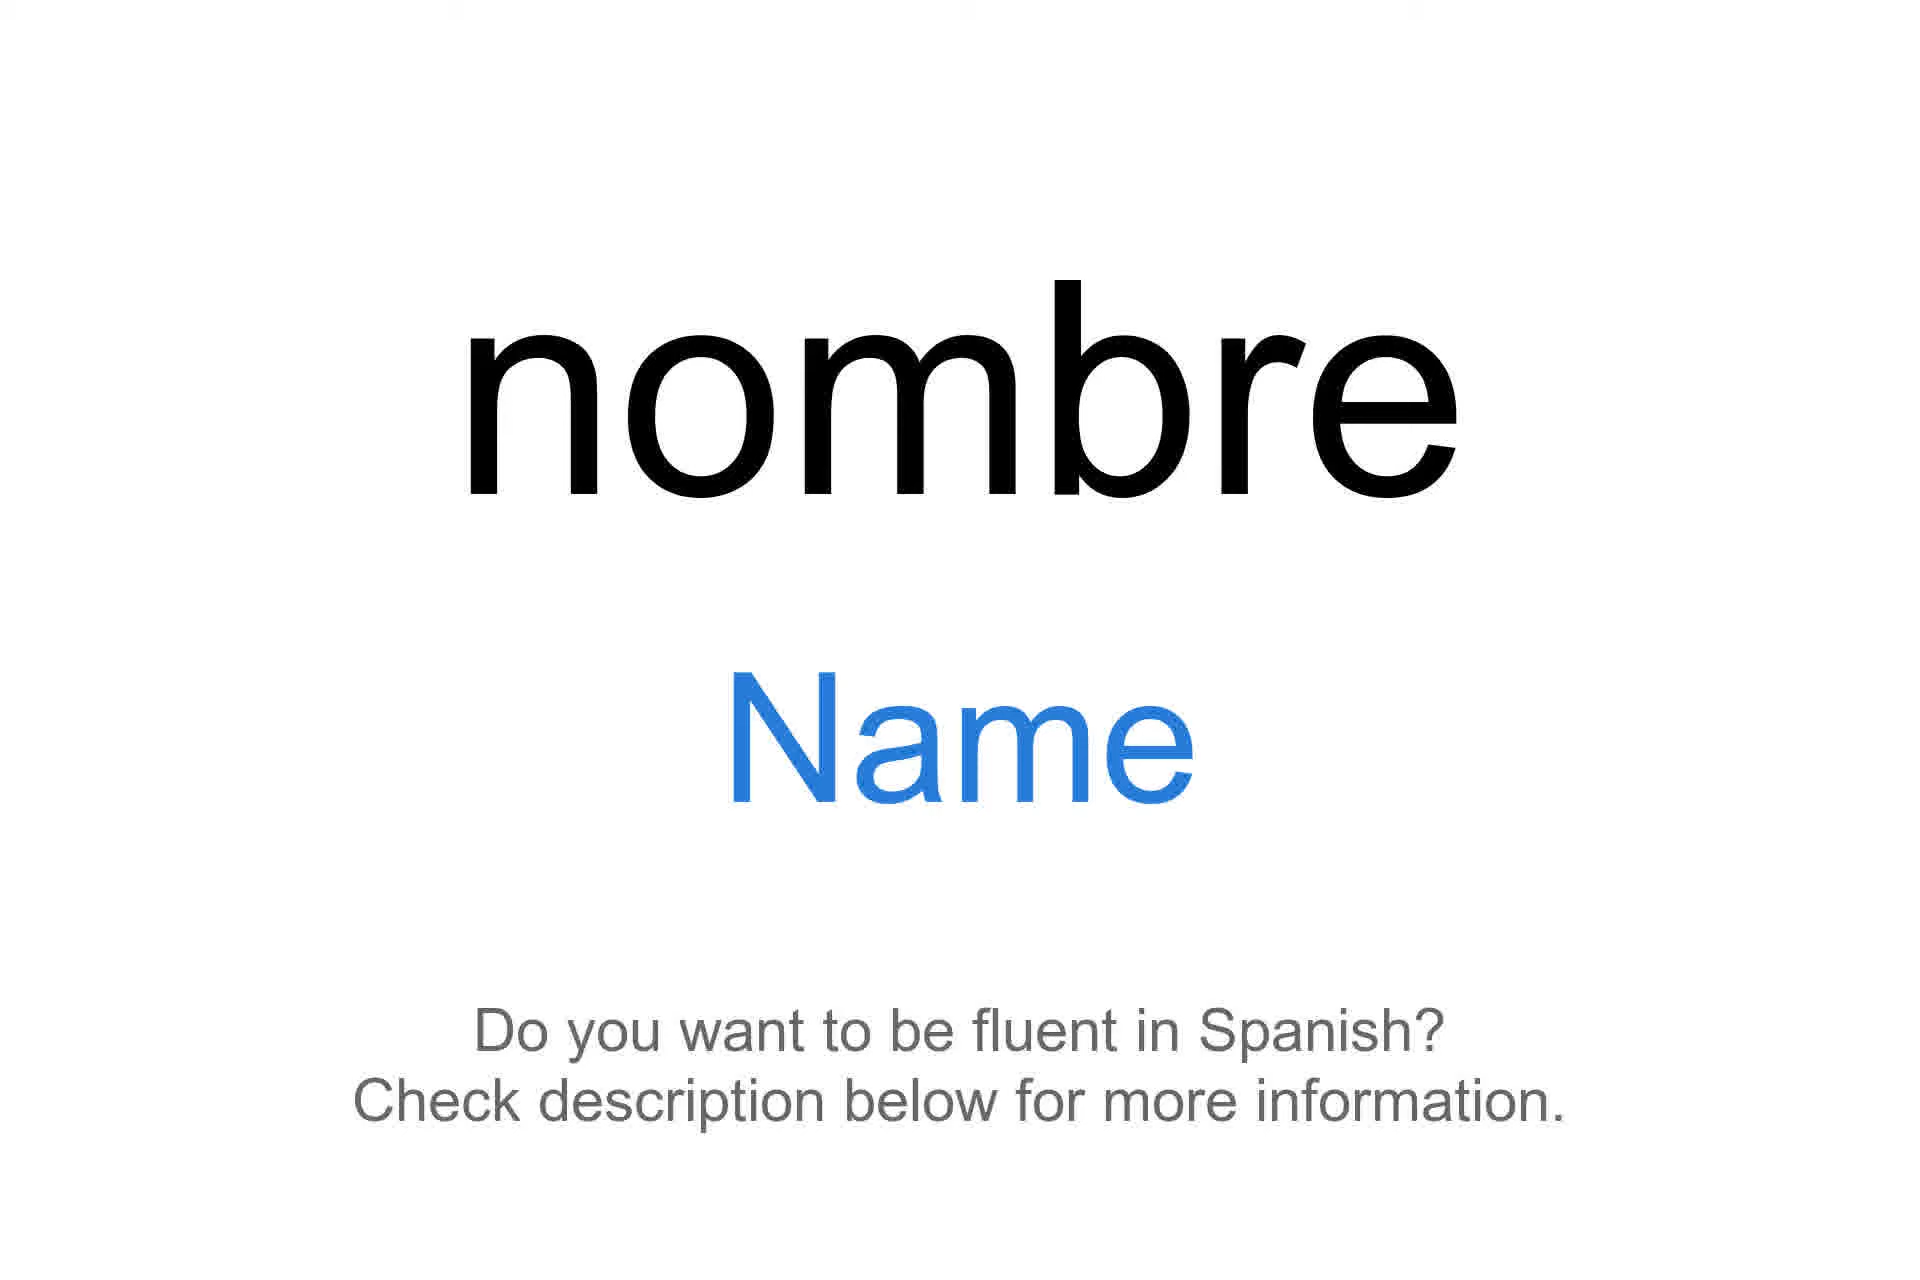 nombre
Name
Do you want to be fluent in Spanish?
Check description below for more information.